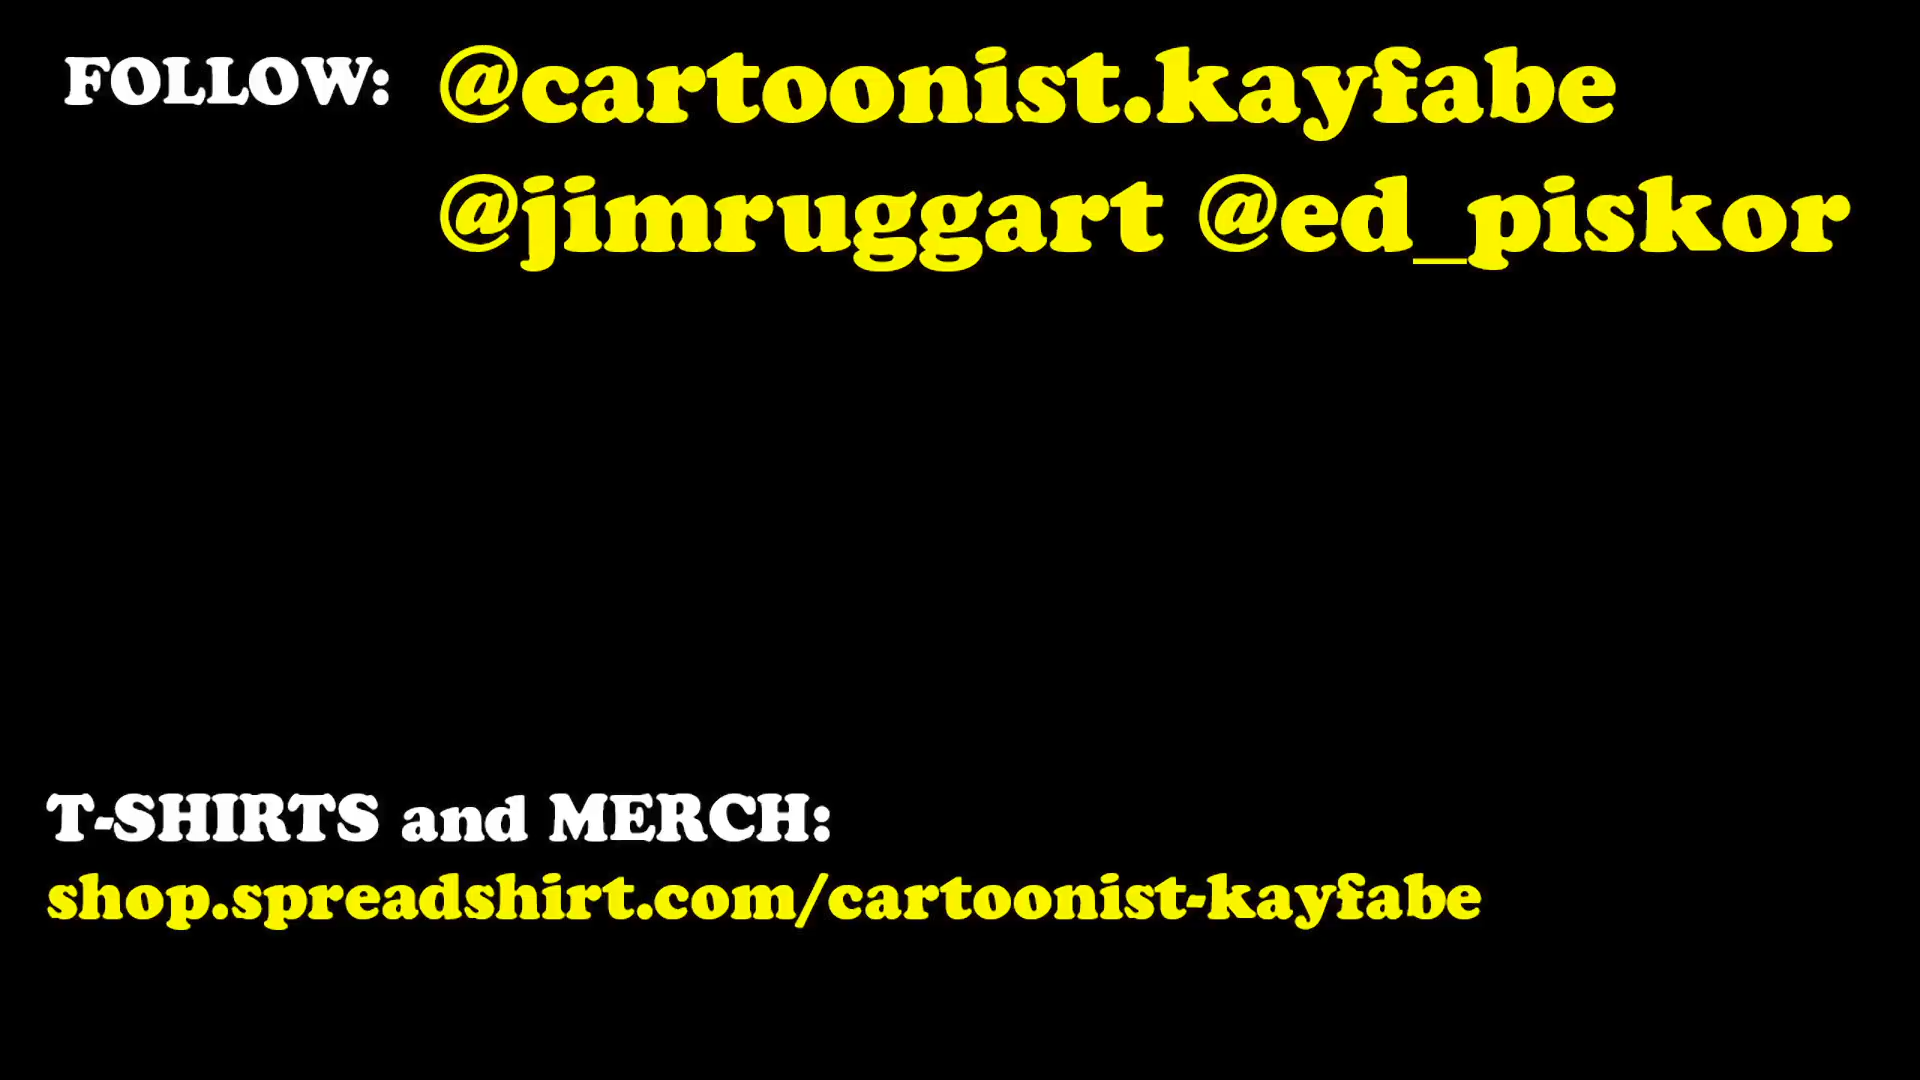 FOLLOW: @cartoonist.kayfabe
@jimruggart @ed_piskor
T-SHIRTS and MERCH:
shop.spreadshirt.com/cartoonist-kayfabe